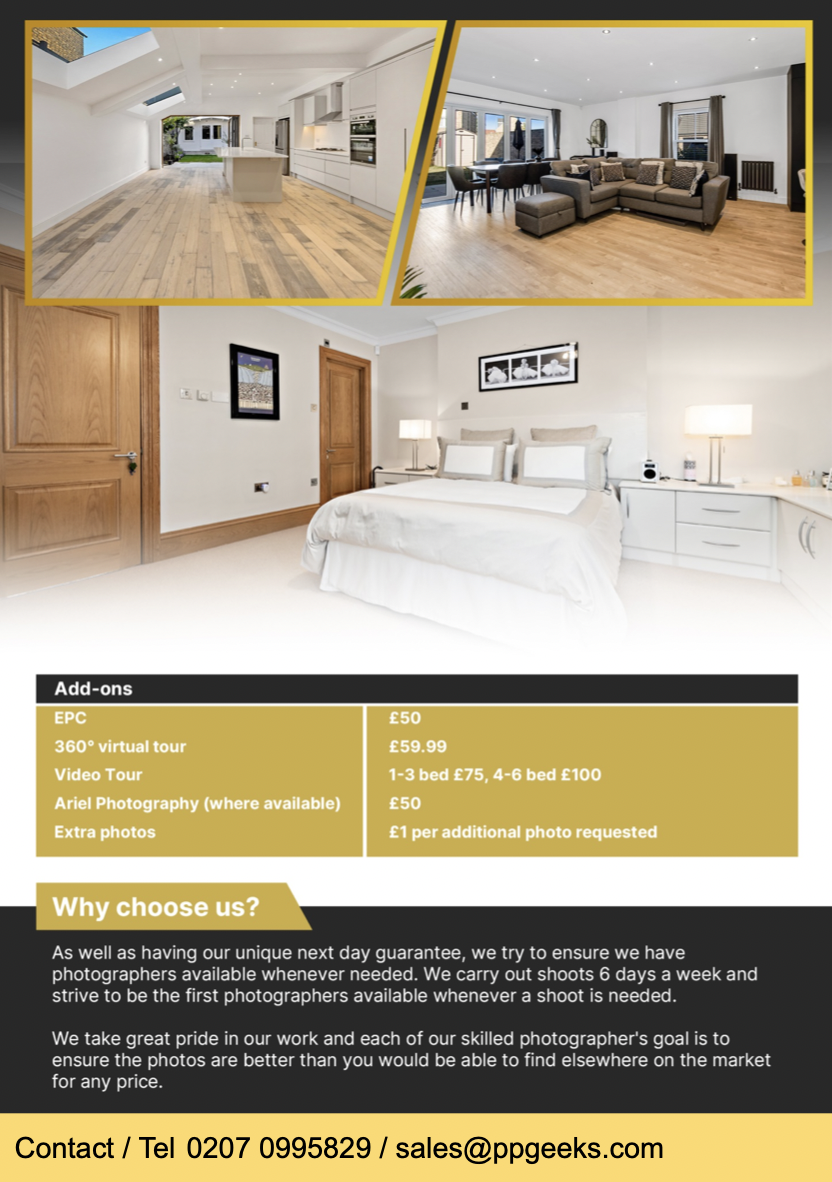 Add-ons
EPC £50
360° virtual tour £59.99
Video Tour 1-3 bed £75, 4-6 bed £100
Ariel Photography (where available) £50
Extra photos £1 per additional photo requested
Why choose us?
As well as having our unique next day guarantee, we try to ensure we have
photographers available whenever needed. We carry out shoots 6 days a week and
strive to be the first photographers available whenever a shoot is needed.
We take great pride in our work and each of our skilled photographer's goal is to
ensure the photos are better than you would be able to find elsewhere on the market
for any price.
Contact / Tel 0207 0995829 / sales@ppgeeks.com